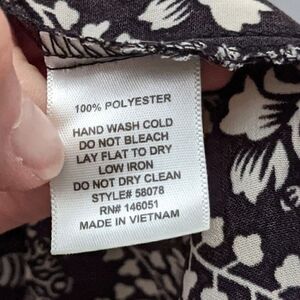 100% POLYESTER
HAND WASH COLD
DO NOT BLEACH
LAY FLAT TO DRY
LOW IRON
DO NOT DRY CLEAN
STYLE# 58078
RN# 146051
MADE IN VIETNAM